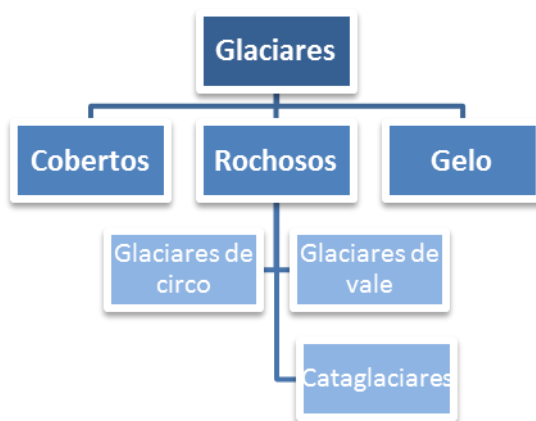 Glaciares
Cobertos
Rochosos
Gelo
Glaciares de
circo
Glaciares de
vale
Cataglaciares